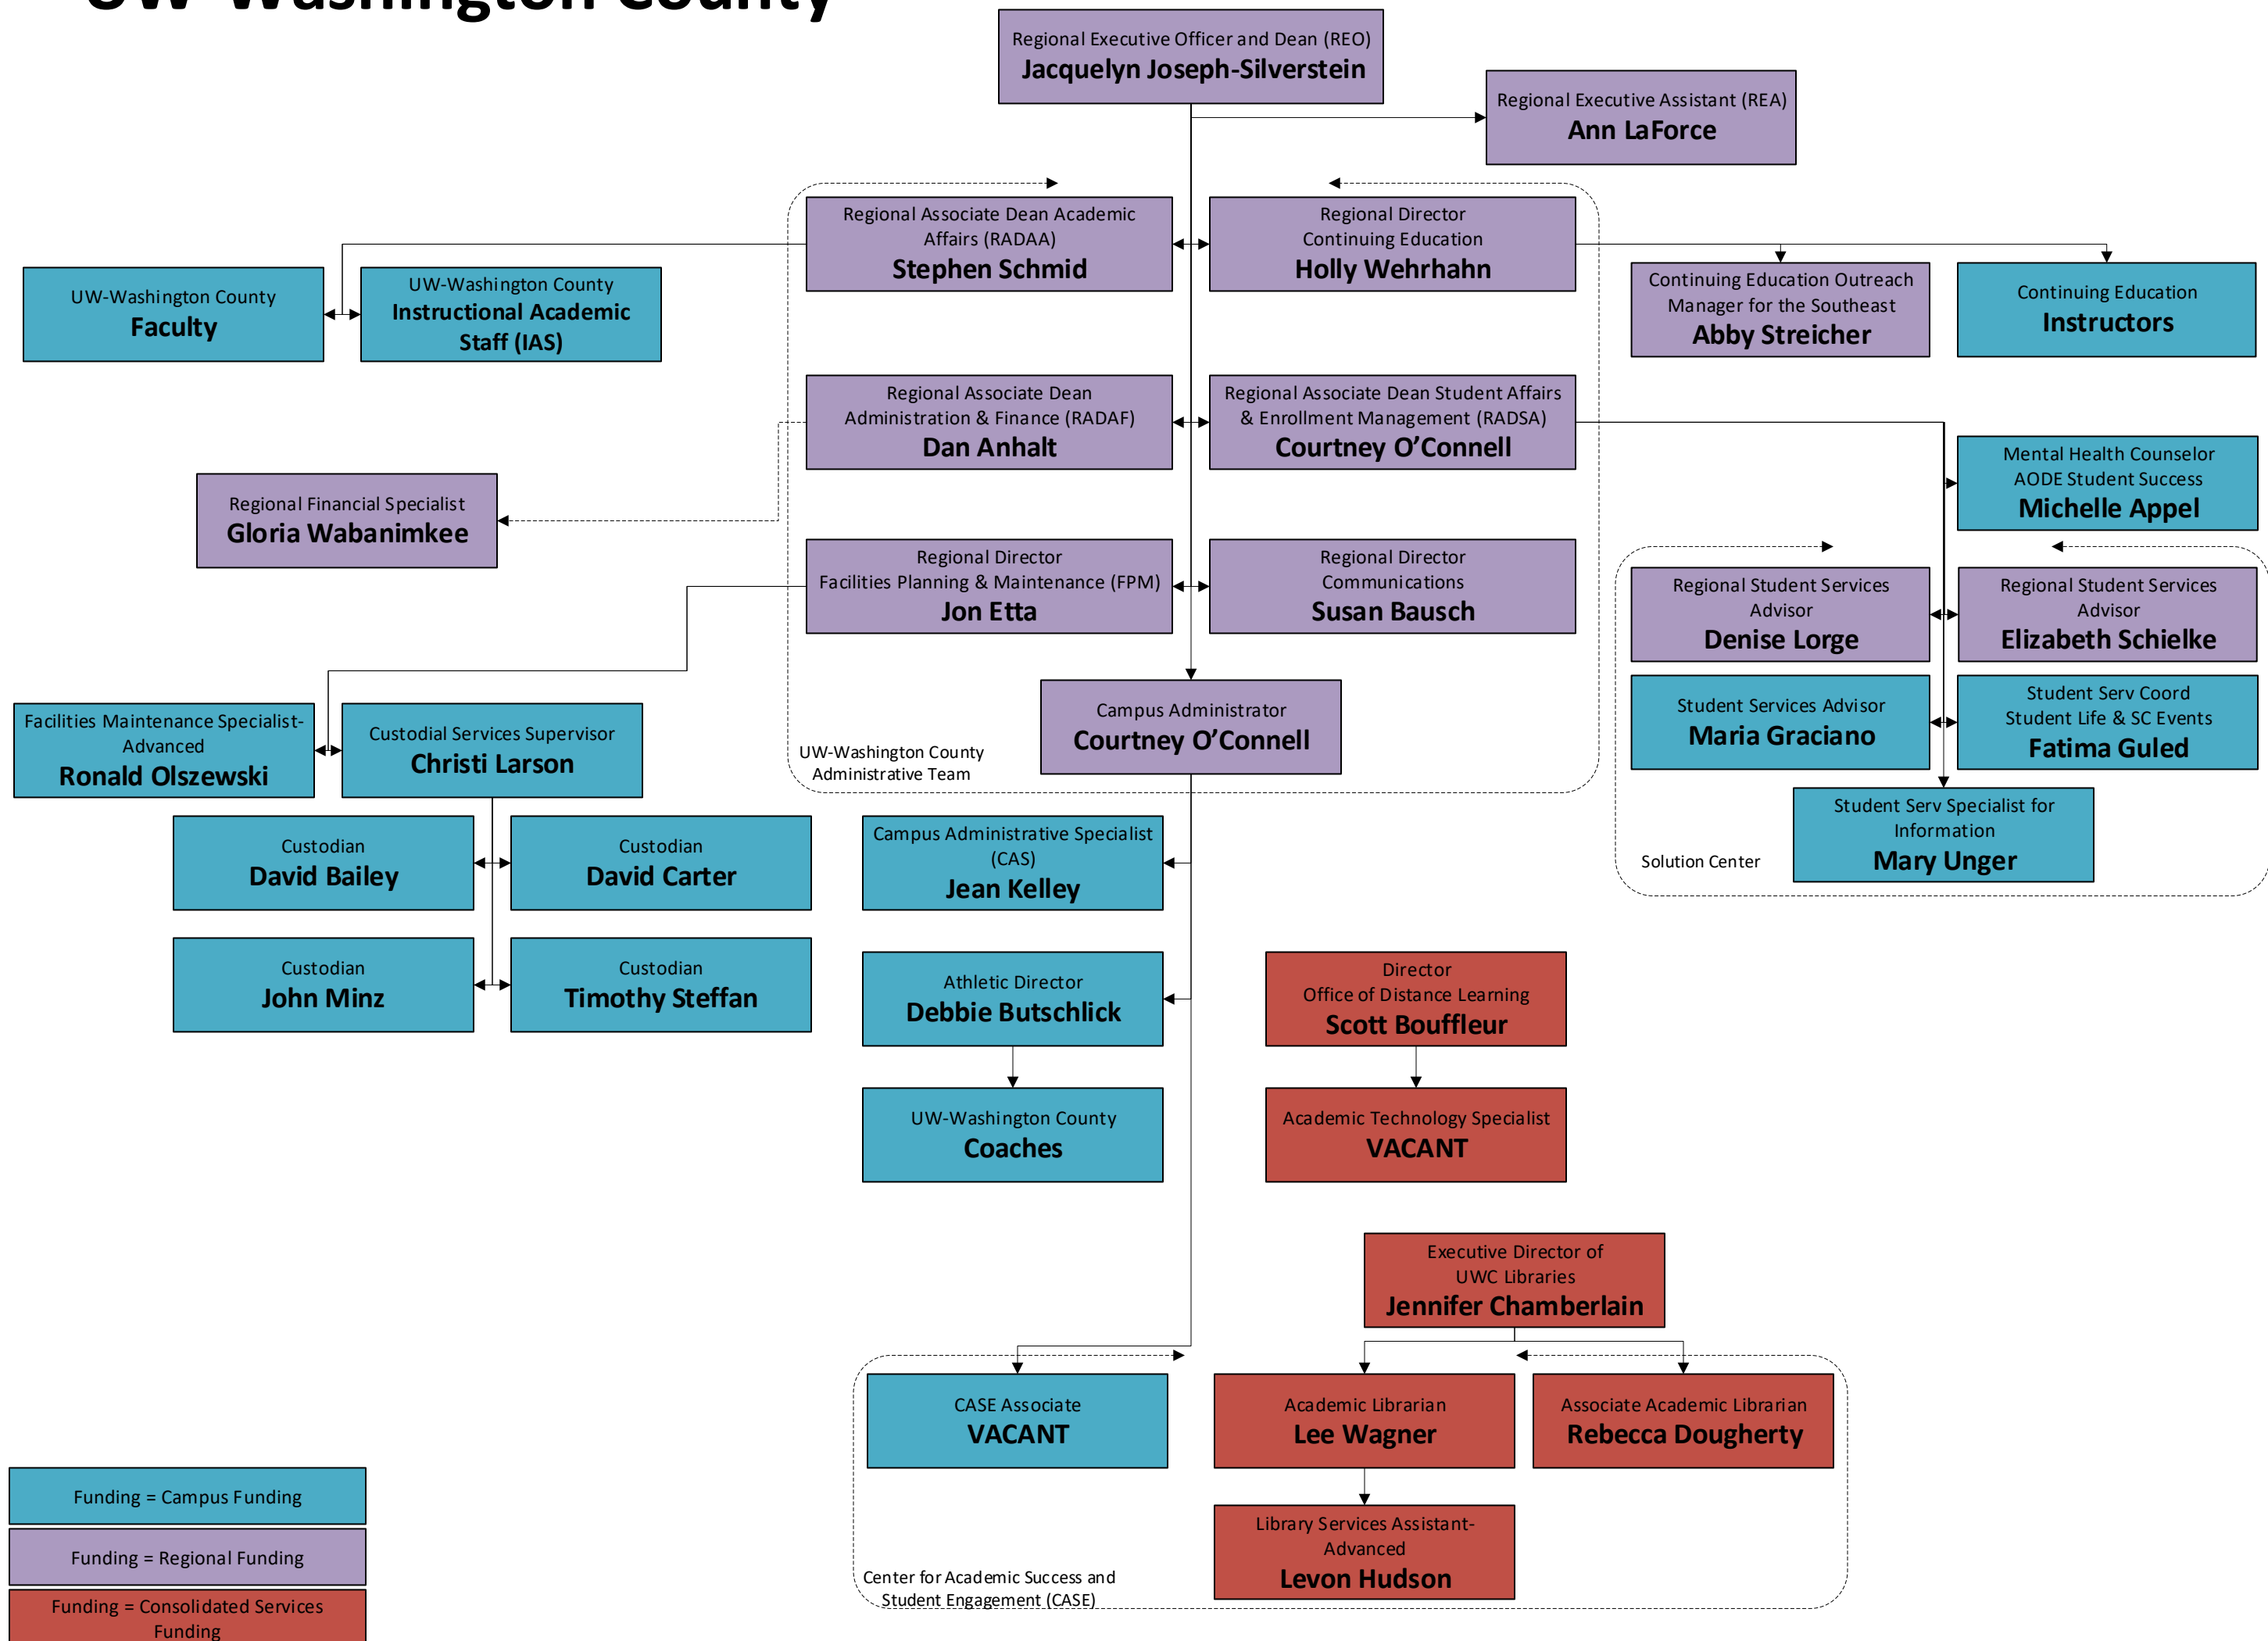 UW-Washington County
Regional Executive Officer and Dean (REO)
Jacquelyn Joseph-Silverstein
Regional Executive Assistant (REA)
Ann LaForce
Regional Associate Dean Academic
Affairs (RADAA)
Stephen Schmid
Regional Director
Continuing Education
Holly Wehrhahn
UW-Washington County
Faculty
UW-Washington County
Instructional Academic
Staff (IAS)
Continuing Education Outreach
Manager for the Southeast
Abby Streicher
Continuing Education
Instructors
Regional Associate Dean
Administration & Finance (RADAF)
Dan Anhalt
Regional Associate Dean Student Affairs
& Enrollment Management (RADSA)
Courtney O’Connell
Mental Health Counselor
AODE Student Success
Michelle Appel
Regional Financial Specialist
Gloria Wabanimkee
Regional Director
Facilities Planning & Maintenance (FPM)
Jon Etta
Regional Director
Communications
Susan Bausch
Regional Student Services
Advisor
Denise Lorge
Regional Student Services
Advisor
Elizabeth Schielke
Facilities Maintenance Specialist-
Advanced
Ronald Olszewski
Custodial Services Supervisor
Christi Larson
Campus Administrator
Courtney O’Connell
UW-Washington County
Administrative Team
Student Services Advisor
Maria Graciano
Student Serv Coord
Student Life & SC Events
Fatima Guled
Student Serv Specialist for
Information
Mary Unger
Solution Center
Custodian
David Bailey
Custodian
David Carter
Campus Administrative Specialist
(CAS)
Jean Kelley
Custodian
John Minz
Custodian
Timothy Steffan
Athletic Director
Debbie Butschlick
Director
Office of Distance Learning
Scott Bouffleur
UW-Washington County
Coaches
Academic Technology Specialist
VACANT
Executive Director of
UWC Libraries
Jennifer Chamberlain
CASE Associate
VACANT
Academic Librarian
Lee Wagner
Associate Academic Librarian
Rebecca Dougherty
Library Services Assistant-
Advanced
Levon Hudson
Center for Academic Success and
Student Engagement (CASE)
Funding = Campus Funding
Funding = Regional Funding
Funding = Consolidated Services
Funding